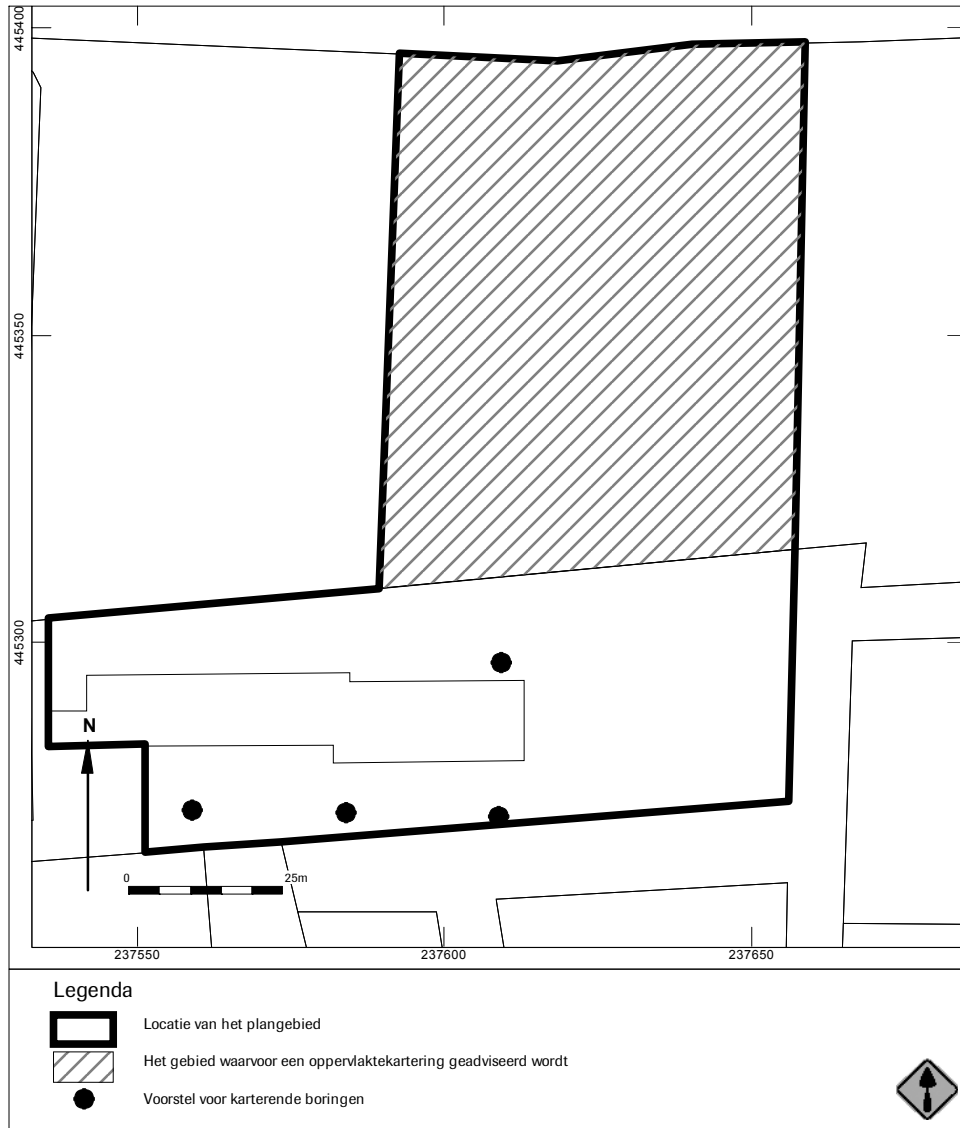 445400
445350
445300
N
0 25m
237550 237600 237650
Legenda
Locatie van het plangebied
Het gebied waarvoor een oppervlaktekartering geadviseerd wordt
Voorstel voor karterende boringen